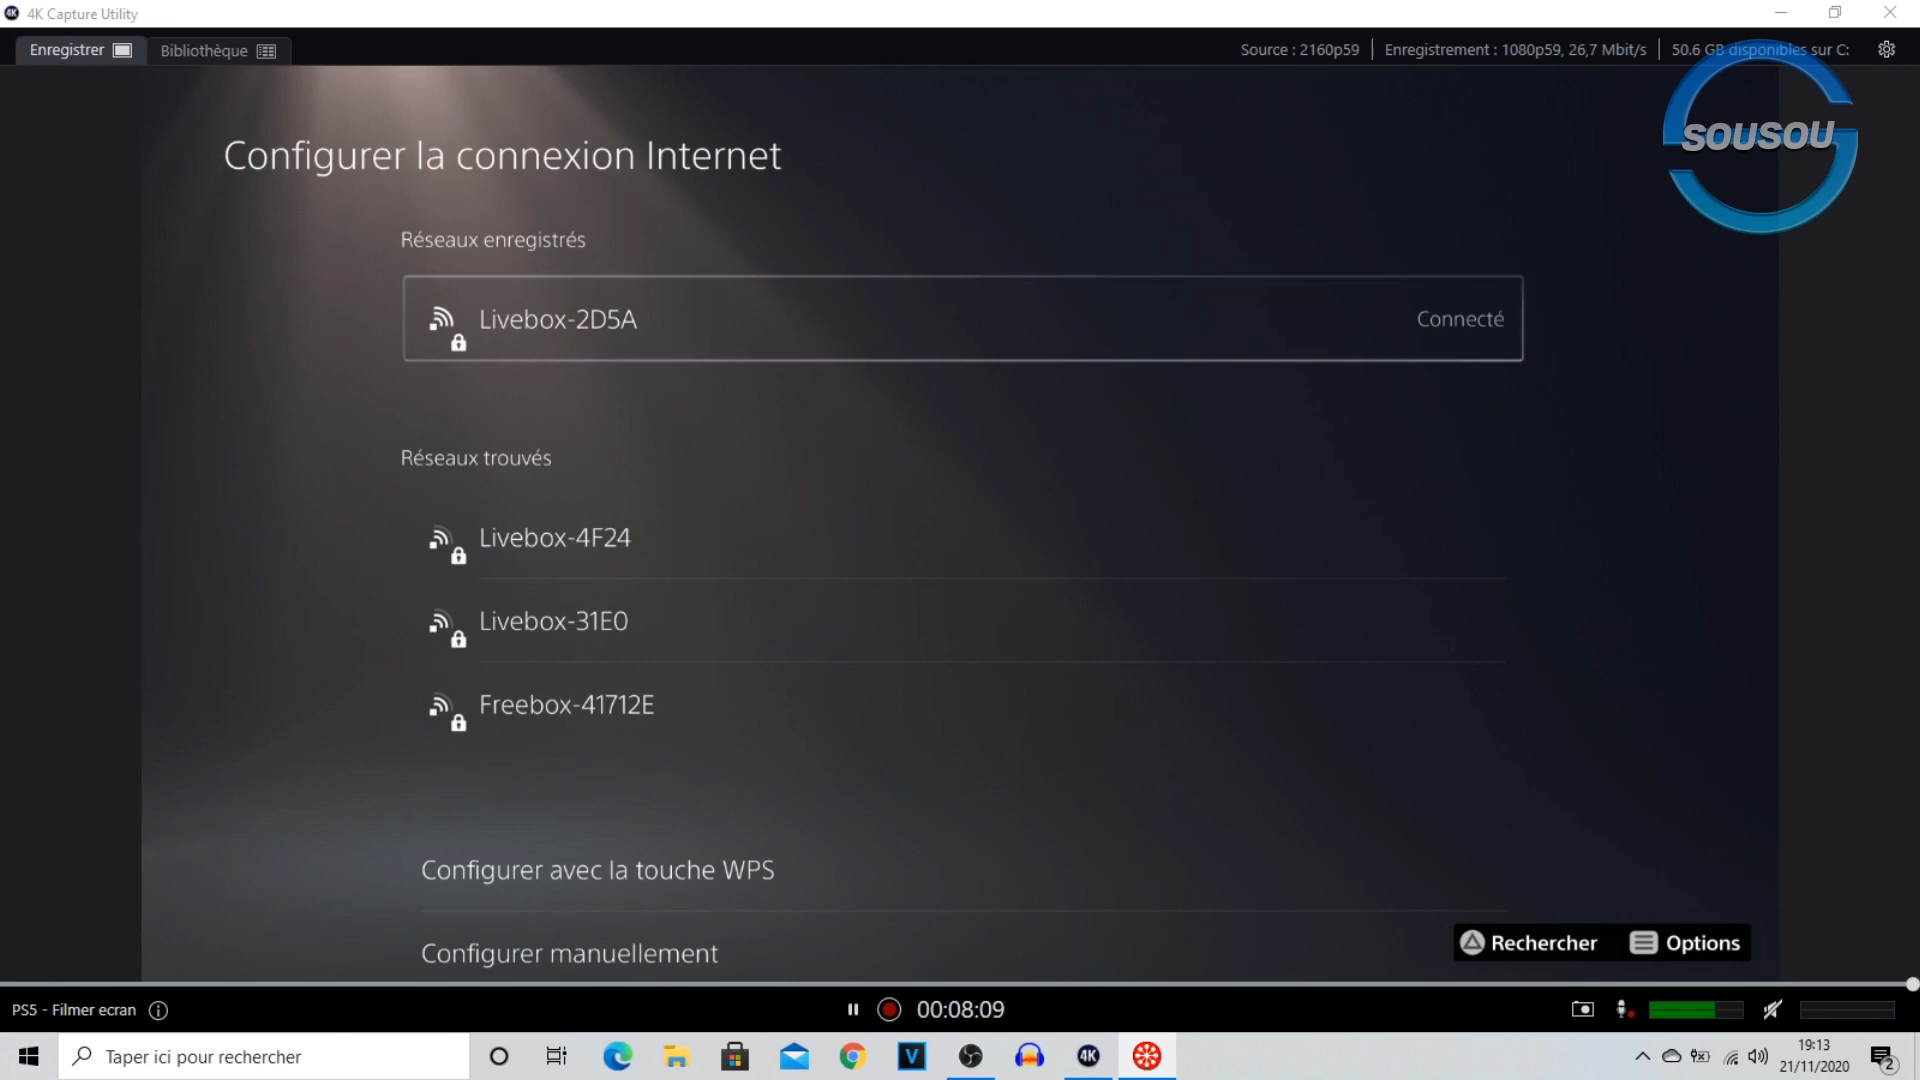 4K Capture Utility
Enregistrer
Bibliothèque
Source : 2160p59
Enregistrement : 1080p59, 26,7 Mbit/s
50.6 GB disponibles sur C:
SOUSOU
Configurer la connexion Internet
Réseaux enregistrés
Livebox-2D5A
Connecté
Réseaux trouvés
Livebox-4F24
Livebox-31E0
Freebox-41712E
Configurer avec la touche WPS
Configurer manuellement
Rechercher
Options
PS5 - Filmer ecran
00:08:09
Taper ici pour rechercher
V
4K
19:13
21/11/2020
2